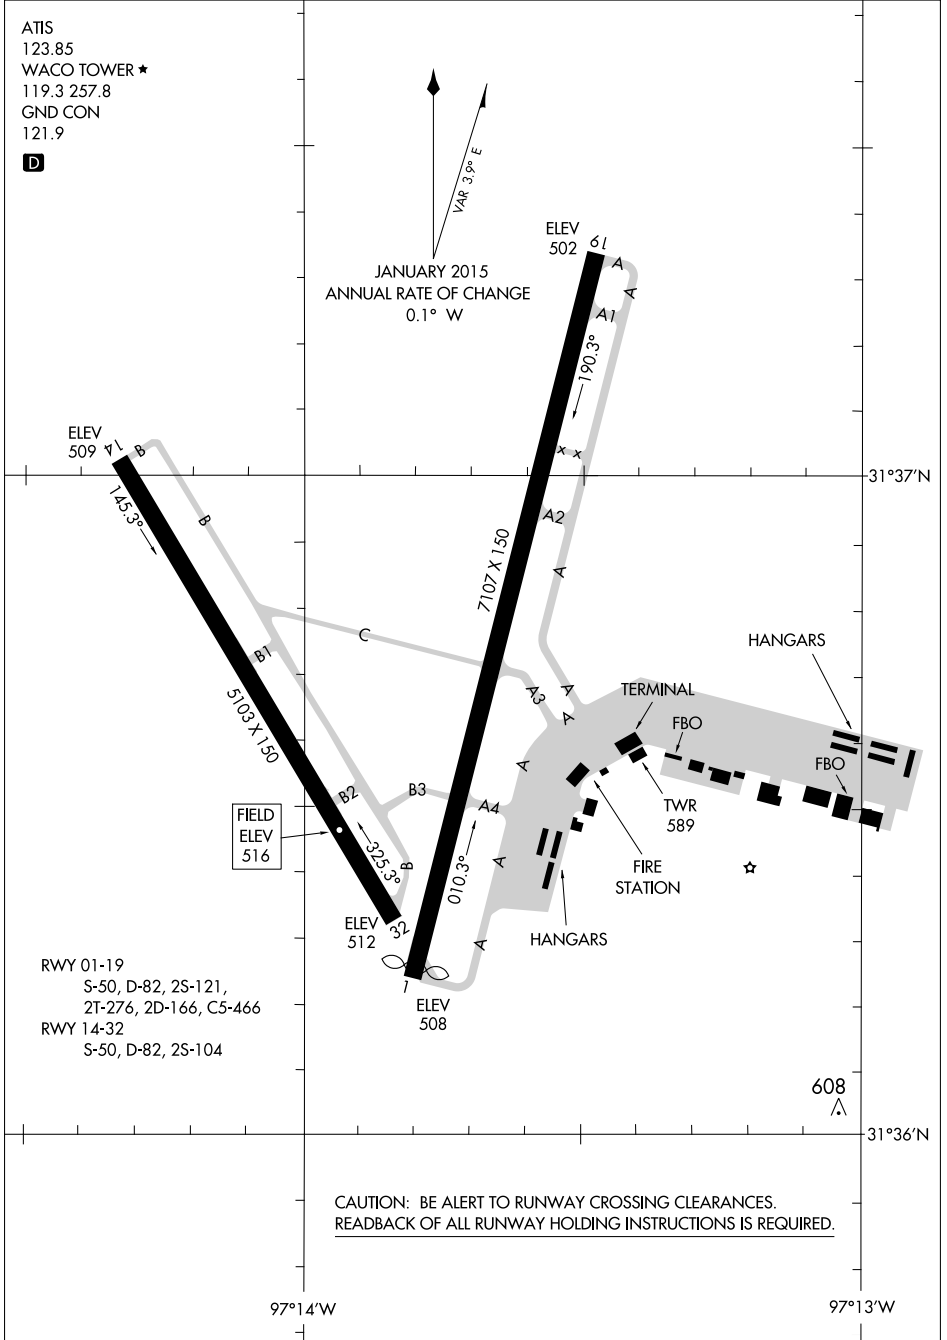 ATIS
123.85
WACO TOWER
119.3 257.8
GND CON
121.9
D
VAR 3.9° E
JANUARY 2015
ANNUAL RATE OF CHANGE
0.1° W
ELEV
502
19
A
A
A1
190.3°
X X
A2
A
7107 X 150
ELEV
509
14
B
145.3°
B
31°37'N
C
B1
5103 X 150
A3
A
A
A
HANGARS
TERMINAL
FBO
FBO
TWR
589
FIRE
STATION
HANGARS
B2
B3
A4
FIELD
ELEV
516
325.3°
B
010.3°
A
A
ELEV
512
32
1
ELEV
508
RWY 01-19
S-50, D-82, 2S-121,
2T-276, 2D-166, C5-466
RWY 14-32
S-50, D-82, 2S-104
608
31°36'N
CAUTION: BE ALERT TO RUNWAY CROSSING CLEARANCES.
READBACK OF ALL RUNWAY HOLDING INSTRUCTIONS IS REQUIRED.
97°14'W
97°13'W